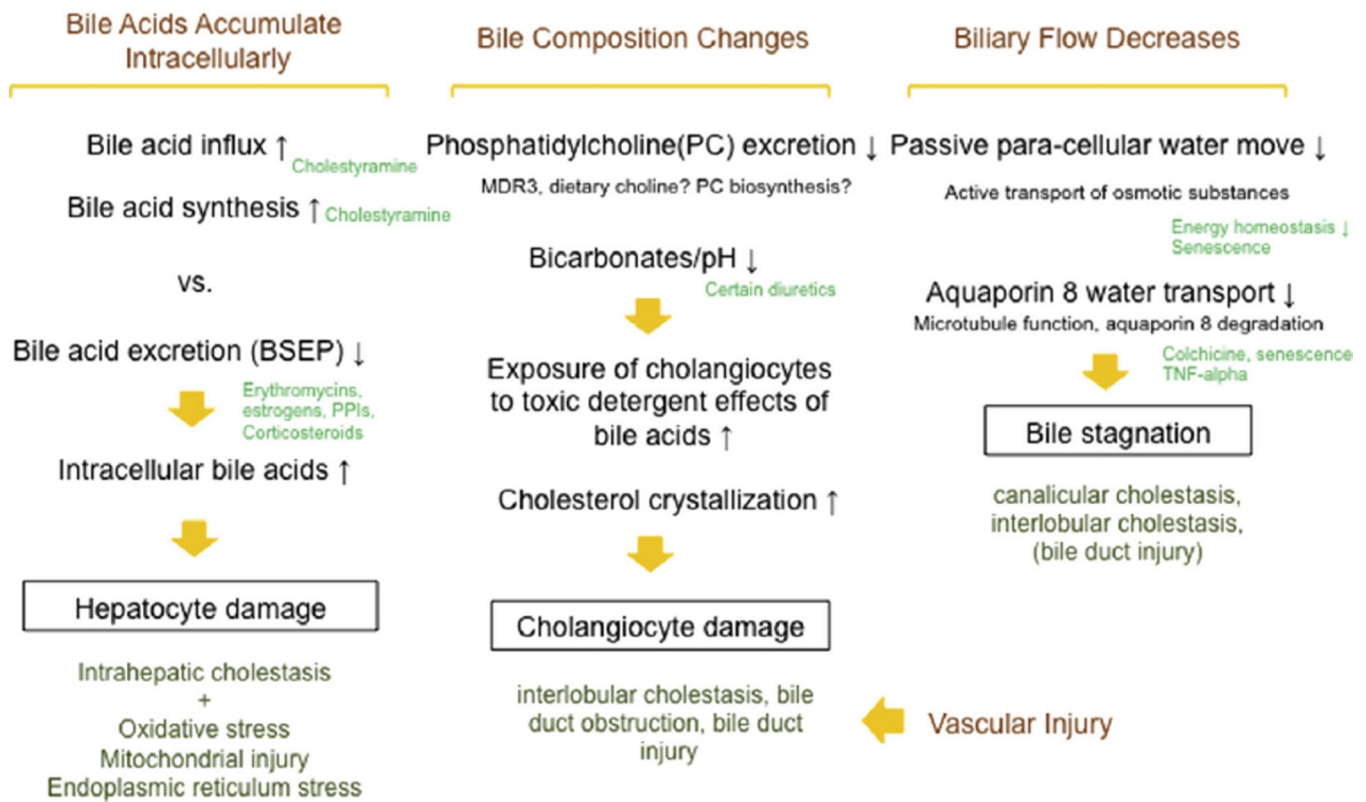 Bile Acids Accumulate
Intracellularly
Bile acid influx ↑
Cholestyramine
Bile acid synthesis ↑ Cholestyramine
vs.
Bile acid excretion (BSEP) ↓
Erythromycins,
estrogens, PPIs,
Corticosteroids
Intracellular bile acids ↑
Hepatocyte damage
Intrahepatic cholestasis
+
Oxidative stress
Mitochondrial injury
Endoplasmic reticulum stress
Bile Composition Changes
Phosphatidylcholine(PC) excretion ↓
MDR3, dietary choline? PC biosynthesis?
Bicarbonates/pH ↓
Certain diuretics
Exposure of cholangiocytes
to toxic detergent effects of
bile acids ↑
Cholesterol crystallization ↑
Cholangiocyte damage
interlobular cholestasis, bile
duct obstruction, bile duct
injury
Biliary Flow Decreases
Passive para-cellular water move ↓
Active transport of osmotic substances
Energy homeostasis ↓
Senescence
Aquaporin 8 water transport ↓
Microtubule function, aquaporin 8 degradation
Colchicine, senescence
TNF-alpha
Bile stagnation
canalicular cholestasis,
interlobular cholestasis,
(bile duct injury)
Vascular Injury